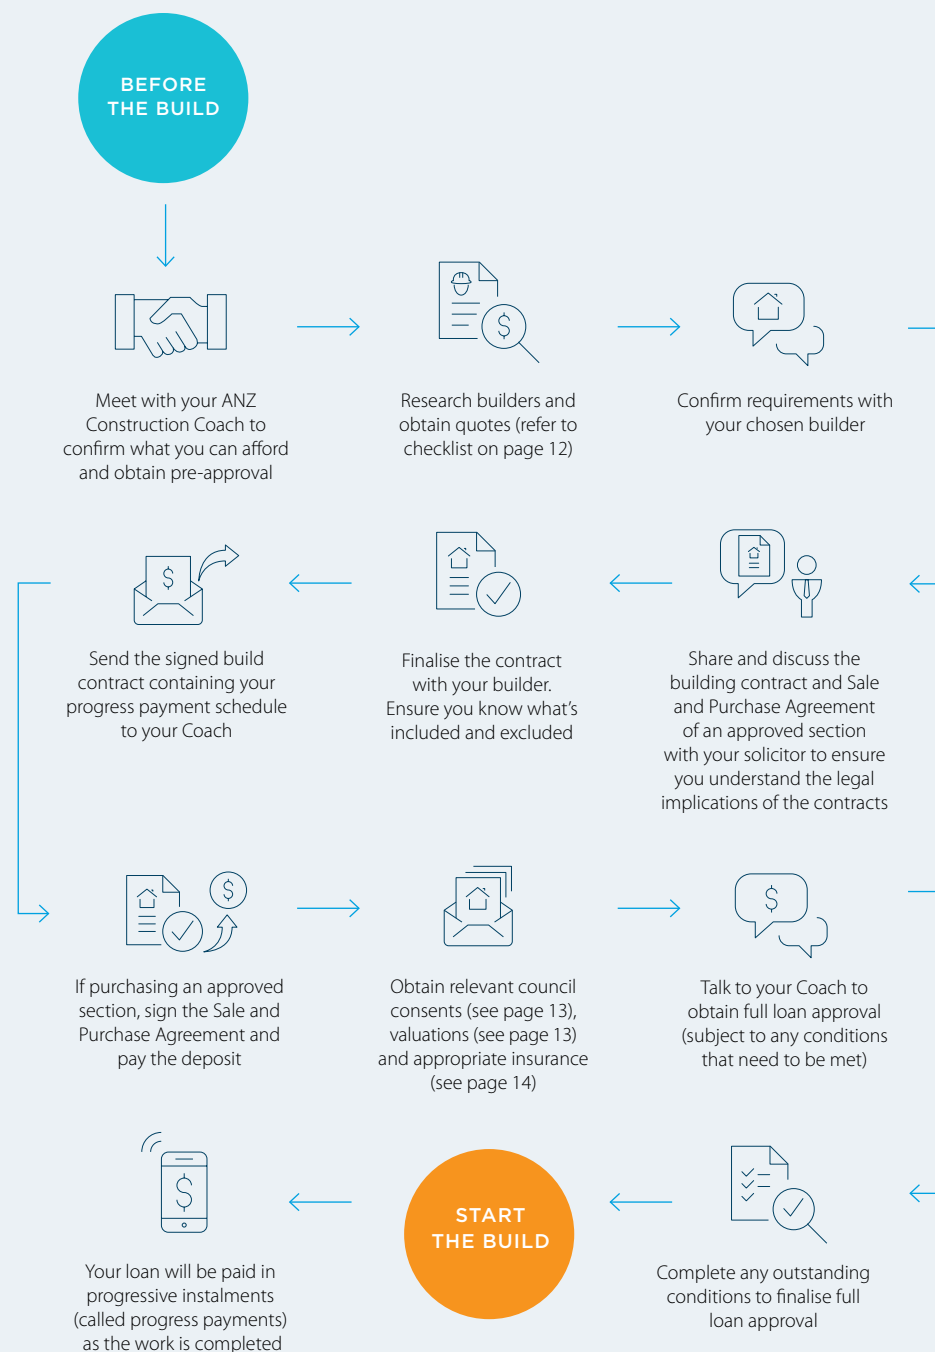 BEFORE
THE BUILD
Meet with your ANZ
Construction Coach to
confirm what you can afford
and obtain pre-approval
Research builders and
obtain quotes (refer to
checklist on page 12)
Confirm requirements with
your chosen builder
Share and discuss the
building contract and Sale
and Purchase Agreement
of an approved section
with your solicitor to ensure
you understand the legal
implications of the contracts
Finalise the contract
with your builder.
Ensure you know what's
included and excluded
Send the signed build
contract containing your
progress payment schedule
to your Coach
If purchasing an approved
section, sign the Sale and
Purchase Agreement and
pay the deposit
Obtain relevant council
consents (see page 13),
valuations (see page 13)
and appropriate insurance
(see page 14)
Talk to your Coach to
obtain full loan approval
(subject to any conditions
that need to be met)
Complete any outstanding
conditions to finalise full
loan approval
START
THE BUILD
Your loan will be paid in
progressive instalments
(called progress payments)
as the work is completed